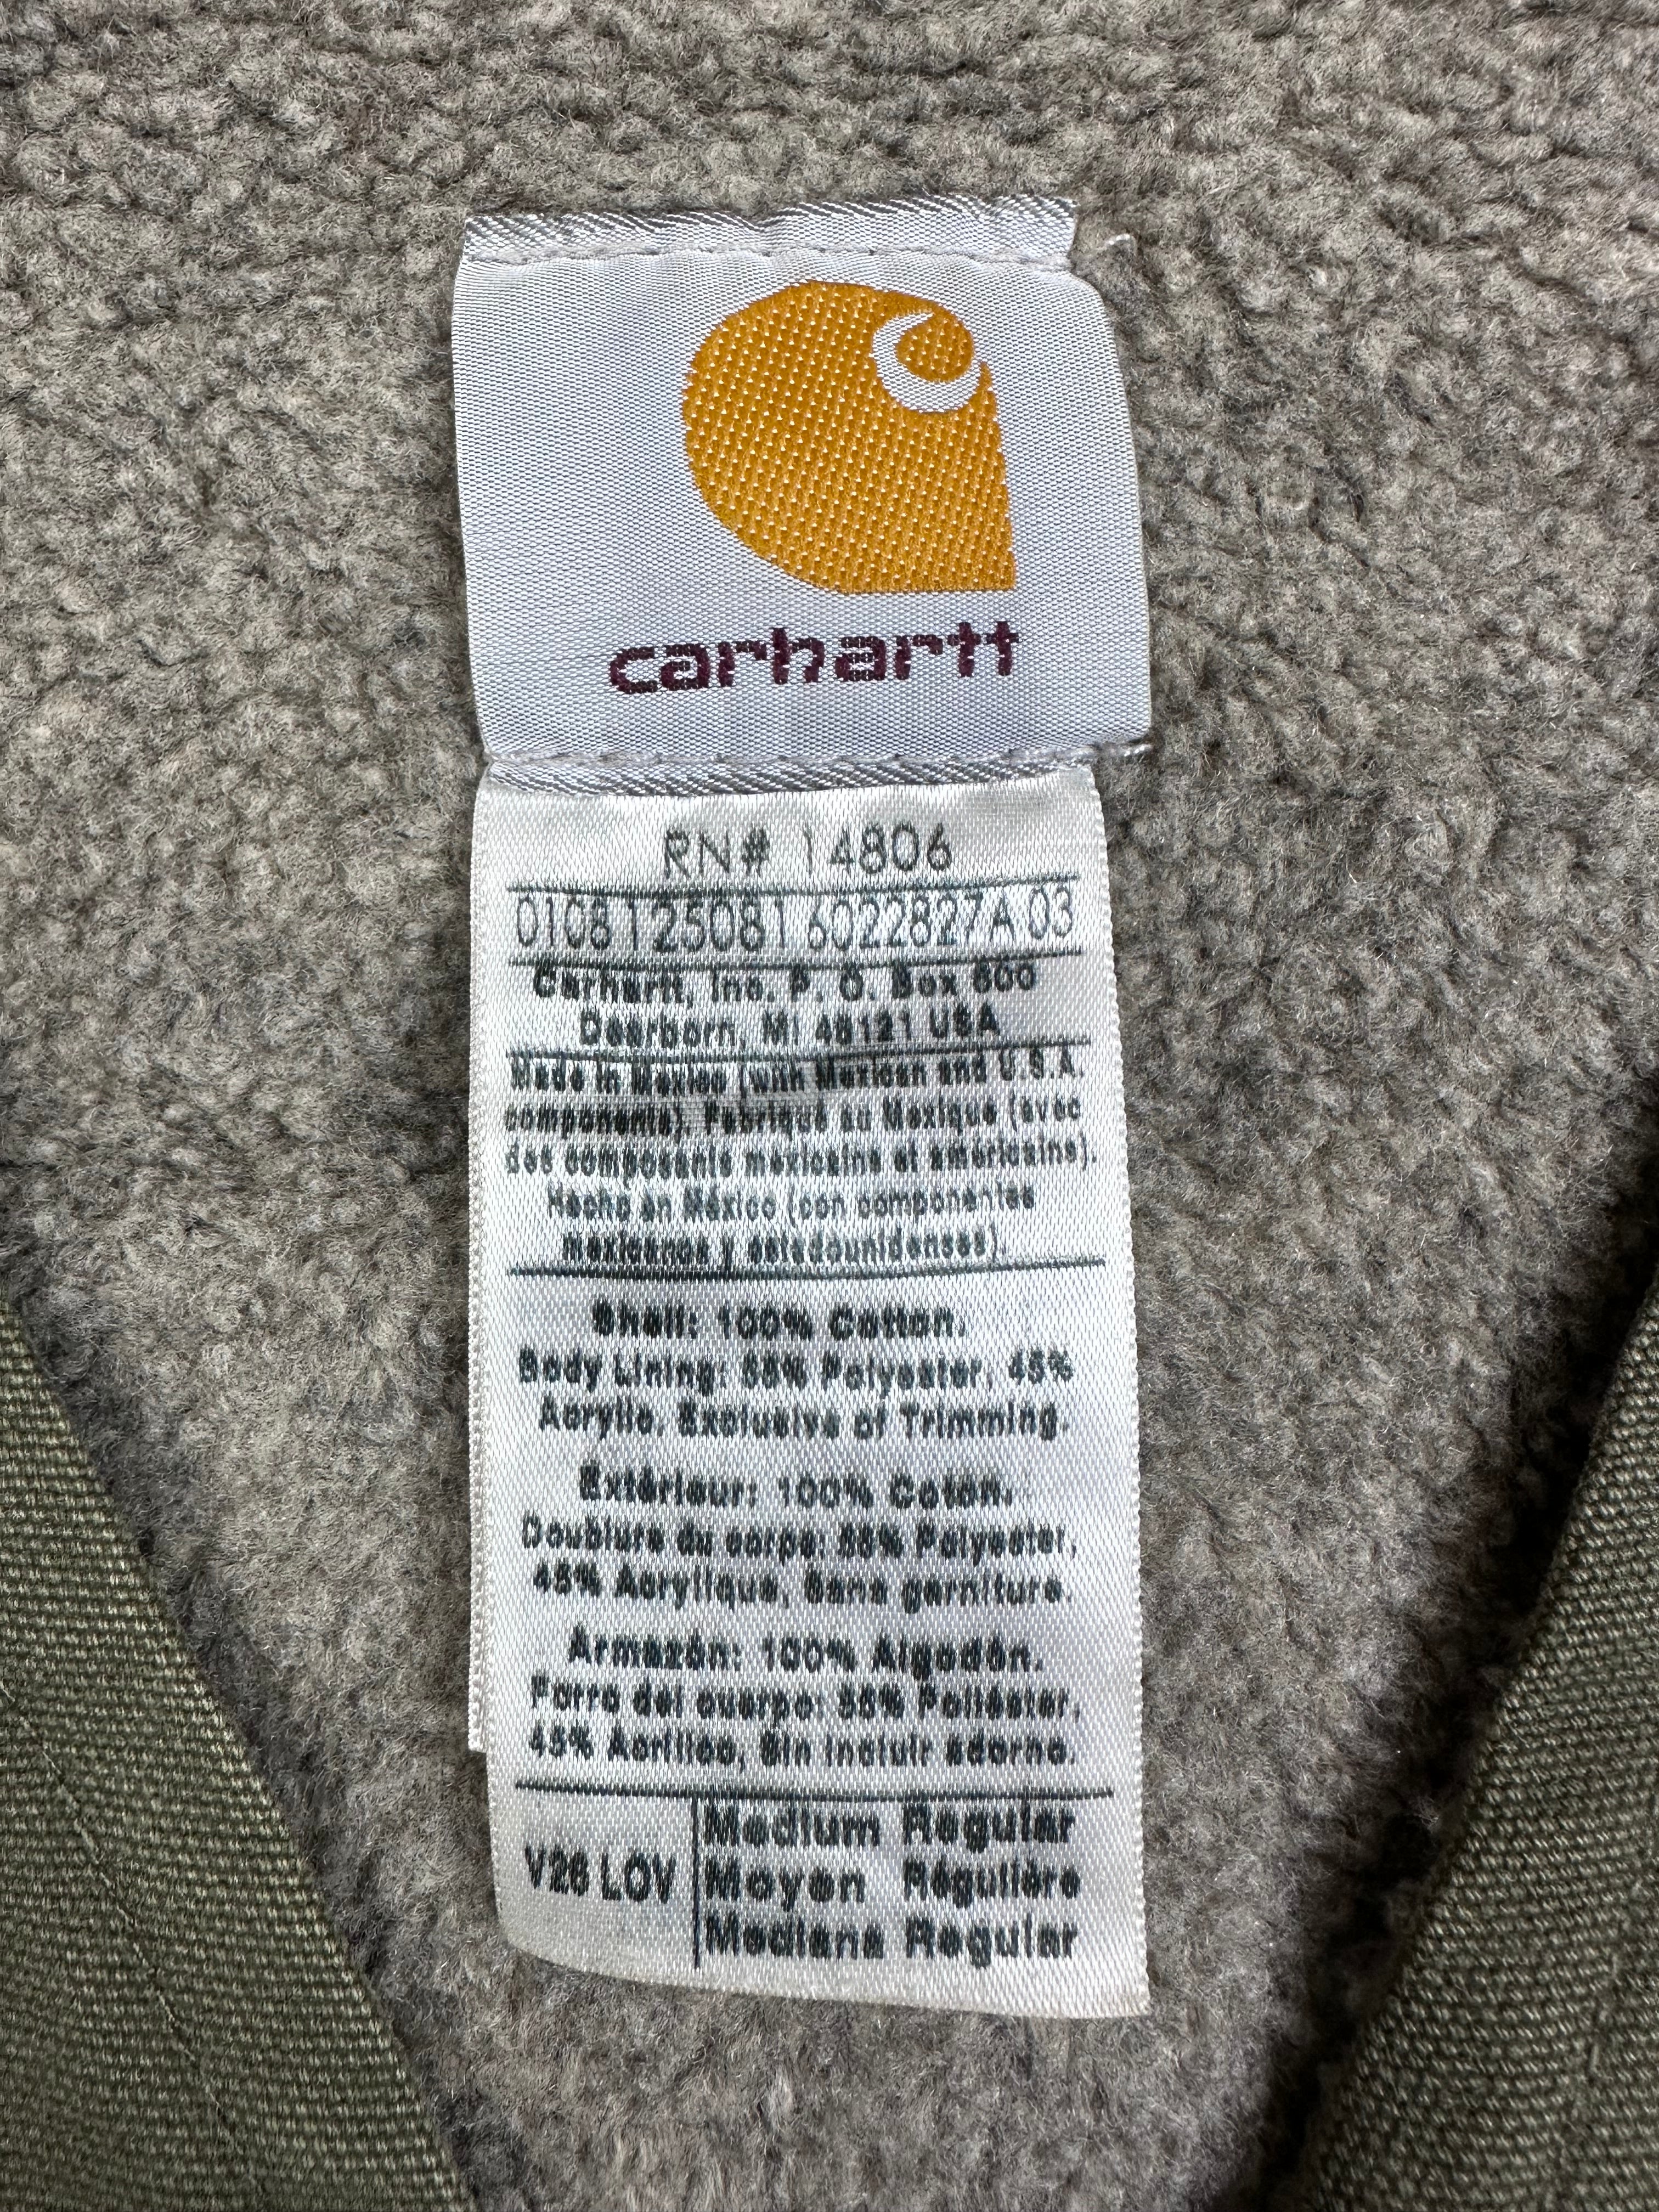 carhartt
RN# 14806
0108125081 6022827A 03
Carhartt, Inc. P. O. Box 600
Dearborn, MI 48121 USA
Made in Mexico (with Mexican and U.S.A.
components). Fabriqué au Mexique (avec
des composants mexicains et américains).
Hecho en México (con componentes
mexicanos y estadounidenses).
Shell: 100% Cotton.
Body Lining: 55% Polyester, 45%
Acrylic. Exclusive of Trimming.
Extérieur: 100% Coton.
Doublure du corps: 55% Polyester,
45% Acrylique, Sans garniture
Armazón: 100% Algodón.
Forro del cuerpo: 55% Poliéster,
45% Acrílico, Sin incluir adorno.
V26 LOV
Medium Regular
Moyen Régulière
Mediana Regular